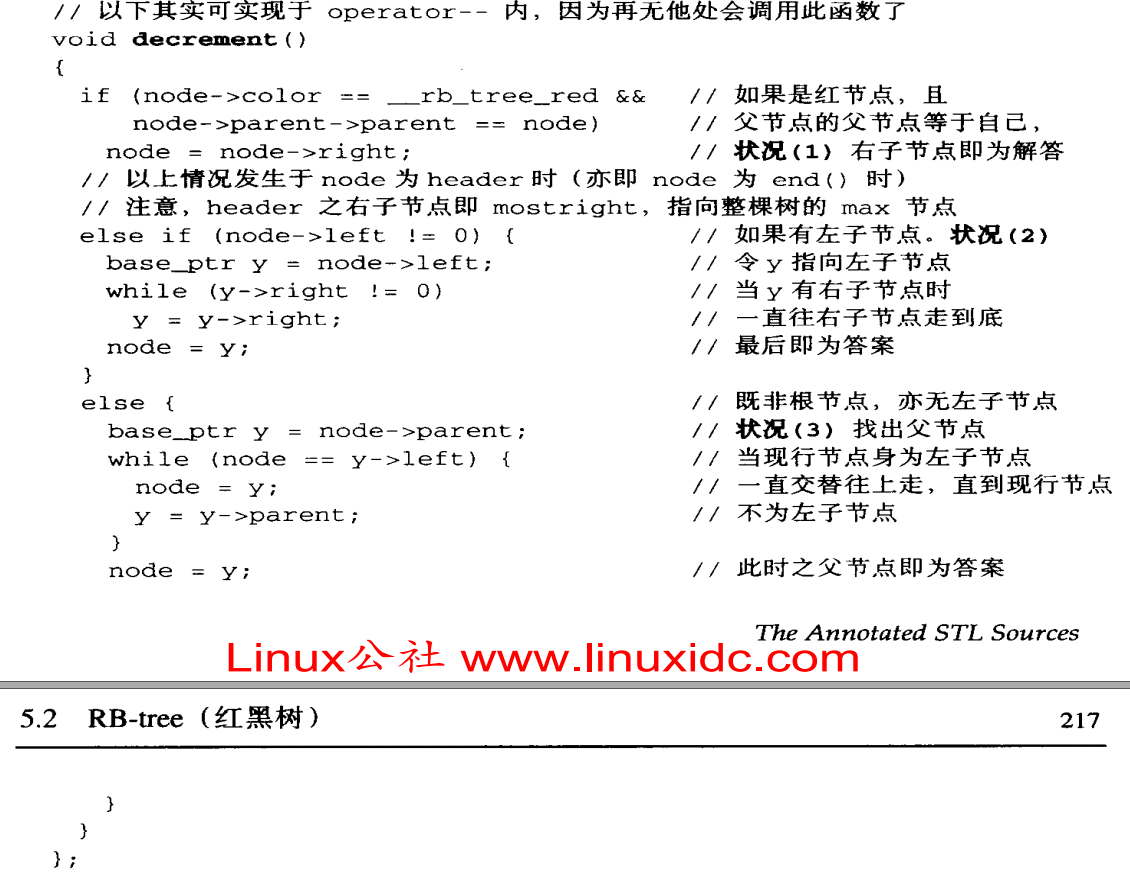 // 以下其实可实现于 operator-- 内，因为再无他处会调用此函数了
void decrement()
{
if (node->color == __rb_tree_red && // 如果是红节点，且
node->parent->parent == node) // 父节点的父节点等于自己，
node = node->right; // 状况(1) 右子节点即为解答
// 以上情况发生于 node 为 header 时（亦即 node 为 end() 时）
// 注意，header 之右子节点即 mostright，指向整棵树的 max 节点
else if (node->left != 0) { // 如果有左子节点。状况(2)
base_ptr y = node->left; // 令 y 指向左子节点
while (y->right != 0) // 当 y 有右子节点时
y = y->right; // 一直往右子节点走到底
node = y; // 最后即为答案
}
else { // 既非根节点，亦无左子节点
base_ptr y = node->parent; // 状况(3) 找出父节点
while (node == y->left) { // 当现行节点身为左子节点
node = y; // 一直交替往上走，直到现行节点
y = y->parent; // 不为左子节点
}
node = y; // 此时之父节点即为答案
The Annotated STL Sources
Linux公社 www.linuxidc.com
5.2 RB-tree（红黑树） 217
}
}
};